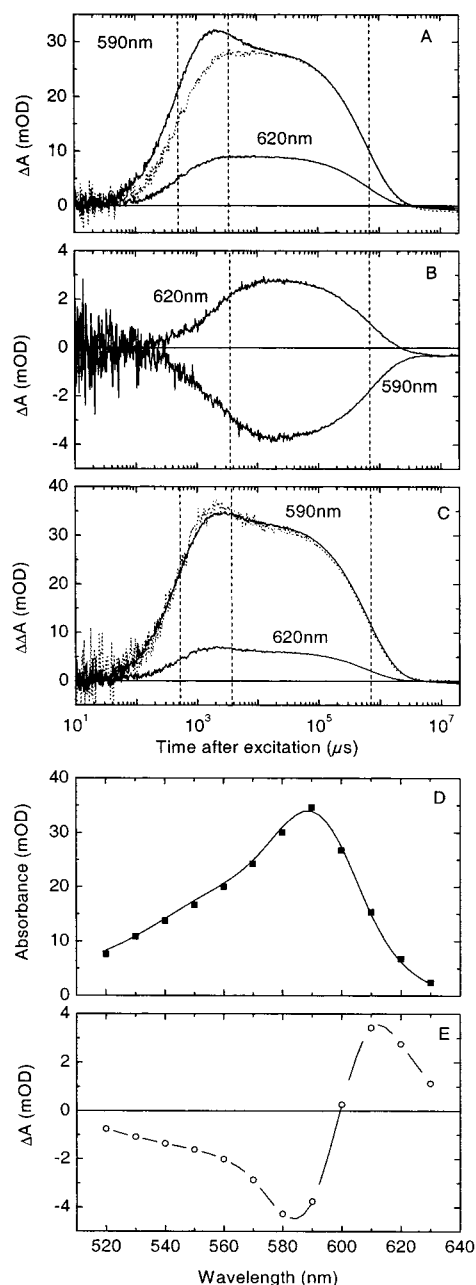 A
590nm
30
20
10
0
620nm
ΔA (mOD)
B
4
2
0
-2
-4
620nm
590nm
ΔA (mOD)
C
40
30
20
10
0
590nm
620nm
ΔΔA (mOD)
10¹ 10³ 10⁵ 10⁷
Time after excitation (μs)
D
40
30
20
10
0
Absorbance (mOD)
E
4
2
0
-2
-4
ΔA (mOD)
520 540 560 580 600 620 640
Wavelength (nm)